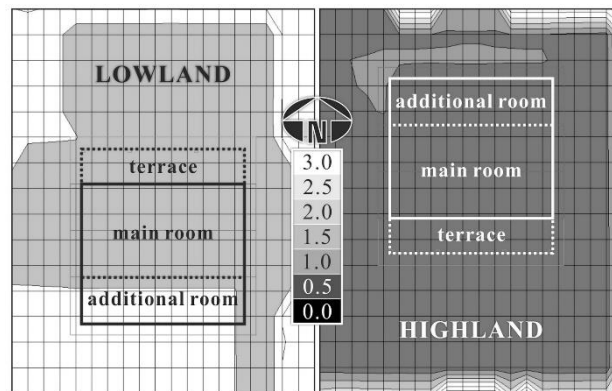 LOWLAND
terrace
main room
additional room
N
3.0
2.5
2.0
1.5
1.0
0.5
0.0
additional room
main room
terrace
HIGHLAND